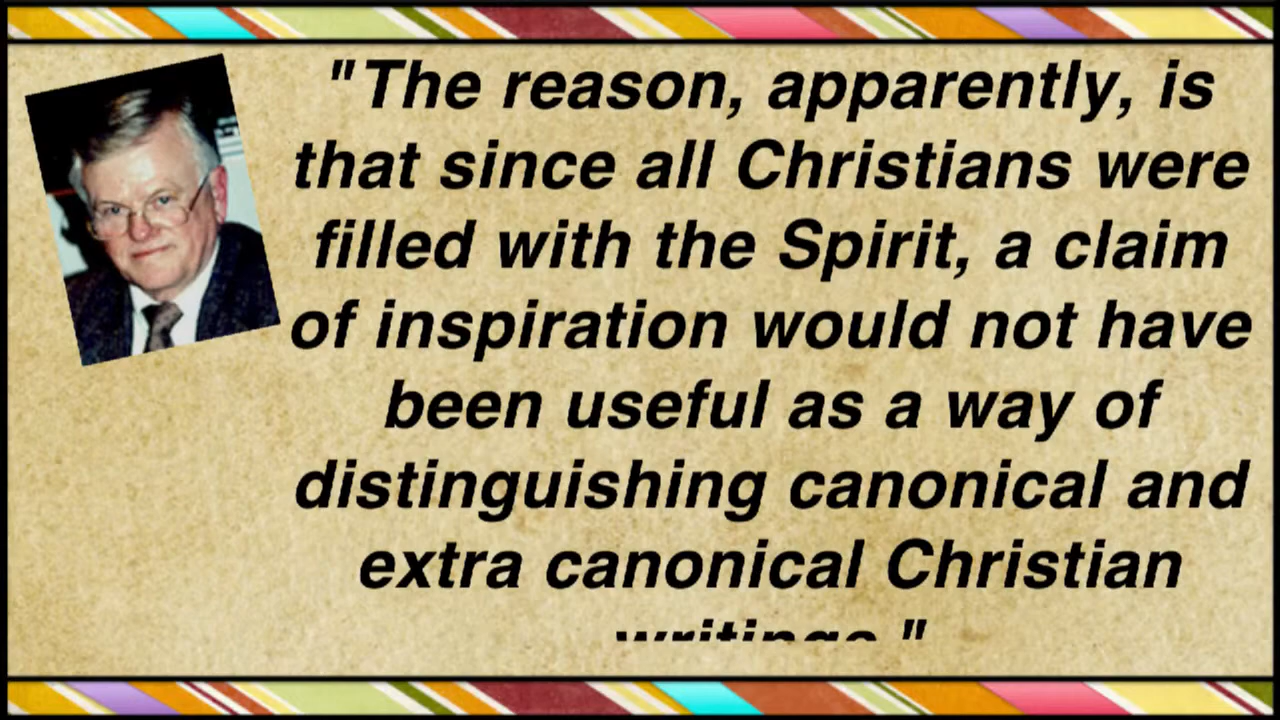 "The reason, apparently, is
that since all Christians were
filled with the Spirit, a claim
of inspiration would not have
been useful as a way of
distinguishing canonical and
extra canonical Christian
writings."